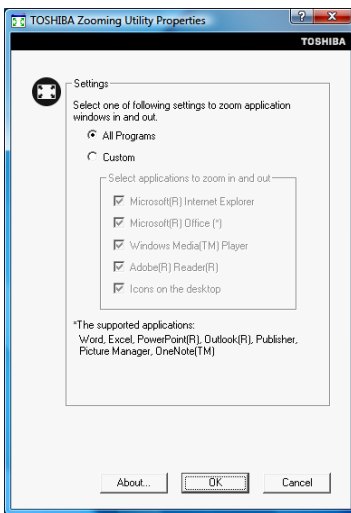 TOSHIBA Zooming Utility Properties
TOSHIBA
Settings
Select one of following settings to zoom application
windows in and out.
All Programs
Custom
Select applications to zoom in and out
Microsoft(R) Internet Explorer
Microsoft(R) Office (*)
Windows Media(TM) Player
Adobe(R) Reader(R)
Icons on the desktop
*The supported applications:
Word, Excel, PowerPoint(R), Outlook(R), Publisher,
Picture Manager, OneNote(TM)
About... OK Cancel